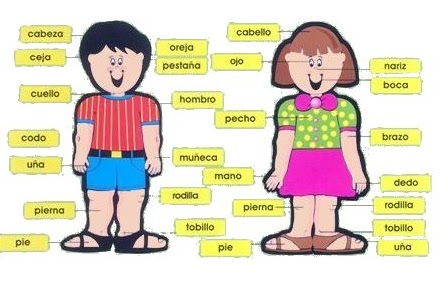 cabeza
ceja
cuello
codo
uña
pierna
pie
oreja
pestaña
hombro
muñeca
rodilla
tobillo
cabello
ojo
pecho
mano
pierna
pie
nariz
boca
brazo
dedo
rodilla
tobillo
uña